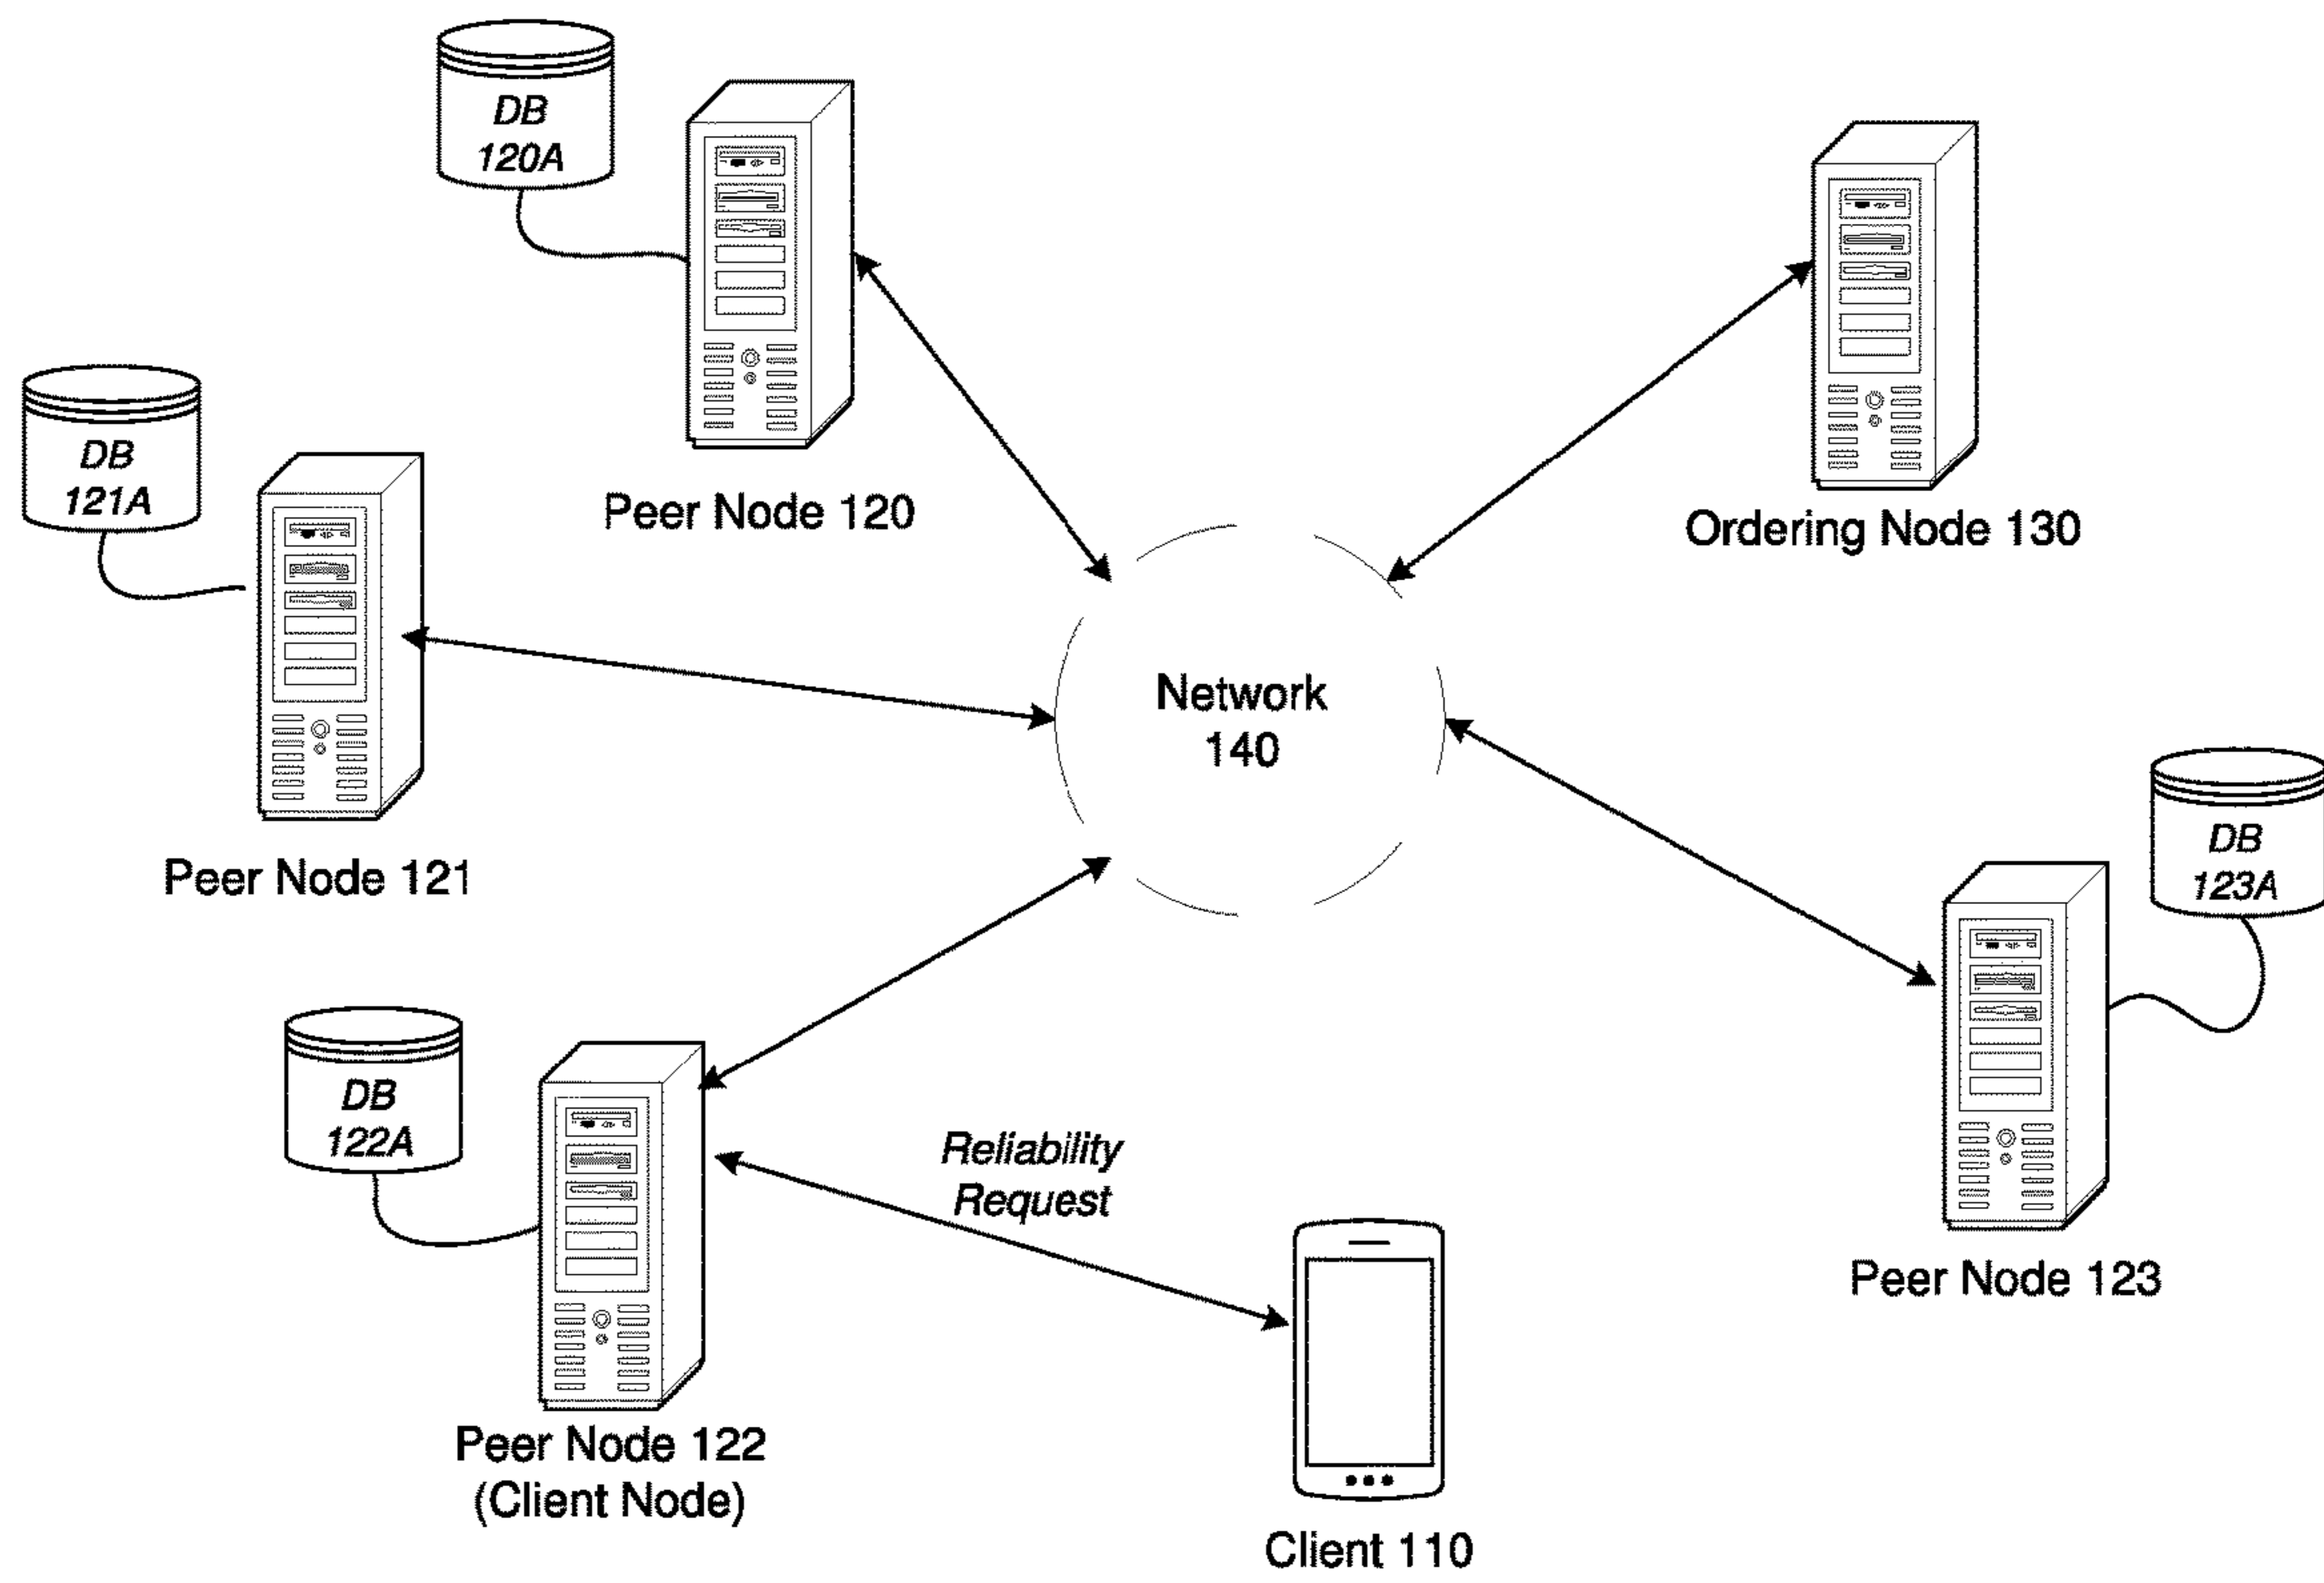 DB
120A
Peer Node 120
Ordering Node 130
DB
121A
Peer Node 121
Network
140
DB
123A
Peer Node 123
DB
122A
Peer Node 122
(Client Node)
Reliability
Request
Client 110